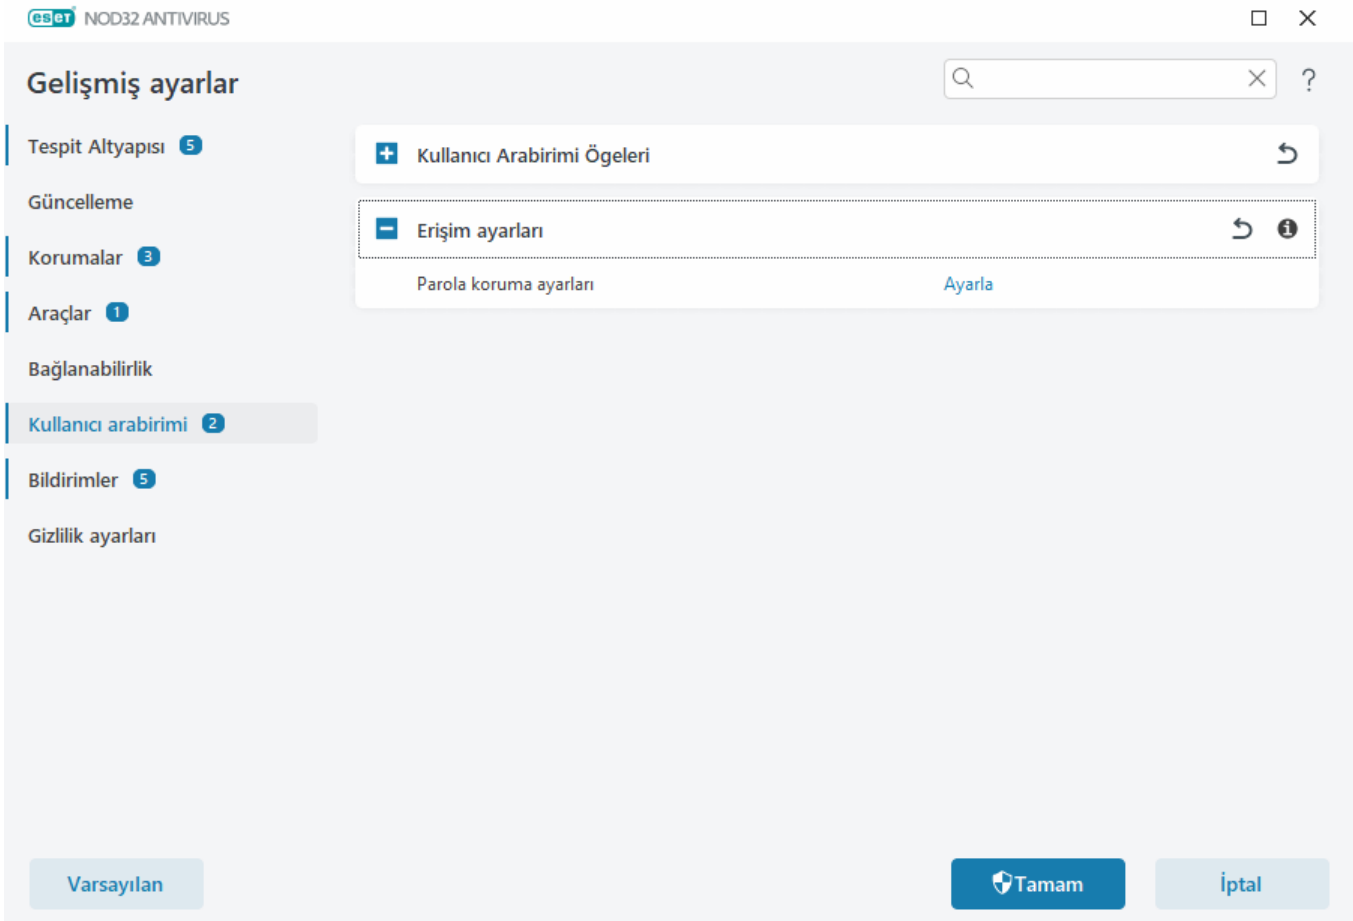 eset NOD32 ANTIVIRUS
Gelişmiş ayarlar
?
Tespit Altyapısı 5
Güncelleme
Korumalar 3
Araçlar 1
Bağlanabilirlik
Kullanıcı arabirimi 2
Bildirimler 5
Gizlilik ayarları
Kullanıcı Arabirimi Ögeleri
Erişim ayarları
Parola koruma ayarları Ayarla
Varsayılan
Tamam
İptal